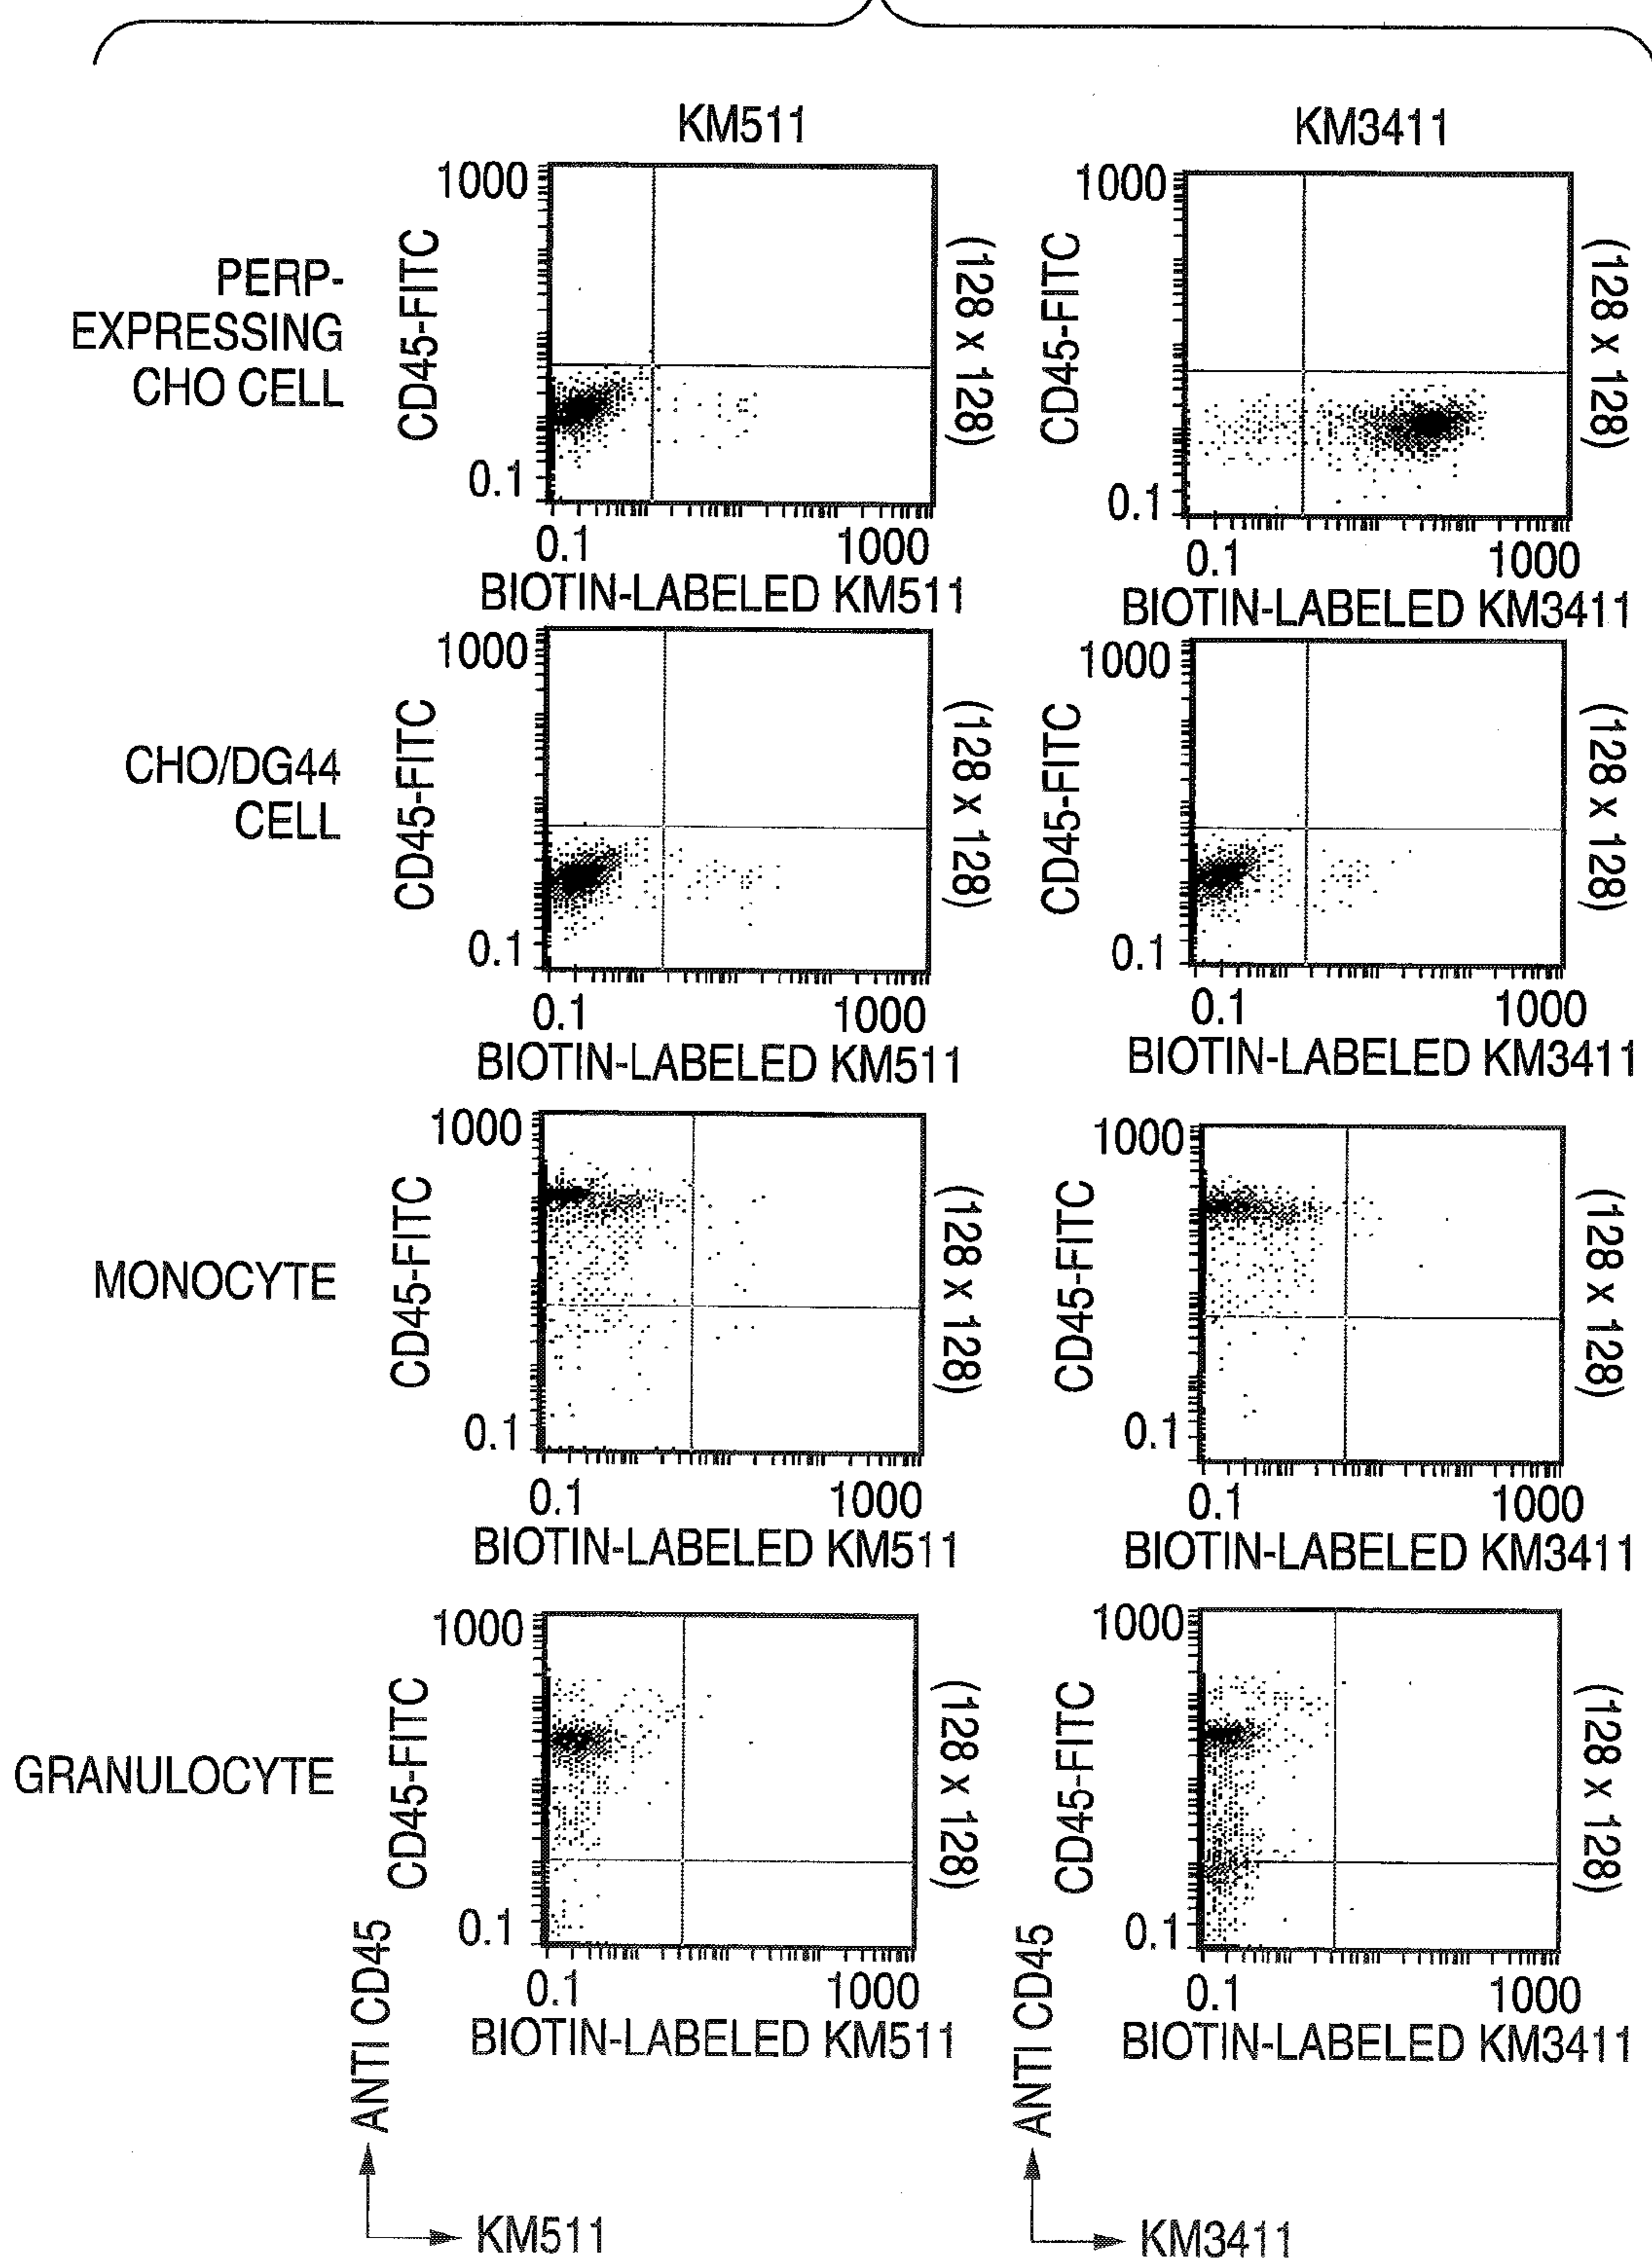 KM511
KM3411
PERP-
EXPRESSING
CHO CELL
1000
CD45-FITC
0.1
0.1
1000
BIOTIN-LABELED KM511
(128 x 128)
1000
CD45-FITC
0.1
0.1
1000
BIOTIN-LABELED KM3411
(128 x 128)
CHO/DG44
CELL
1000
CD45-FITC
0.1
0.1
1000
BIOTIN-LABELED KM511
(128 x 128)
1000
CD45-FITC
0.1
0.1
1000
BIOTIN-LABELED KM3411
(128 x 128)
MONOCYTE
1000
CD45-FITC
0.1
0.1
1000
BIOTIN-LABELED KM511
(128 x 128)
1000
CD45-FITC
0.1
0.1
1000
BIOTIN-LABELED KM3411
(128 x 128)
GRANULOCYTE
1000
CD45-FITC
0.1
0.1
1000
BIOTIN-LABELED KM511
(128 x 128)
1000
CD45-FITC
0.1
0.1
1000
BIOTIN-LABELED KM3411
(128 x 128)
ANTI CD45
KM511
ANTI CD45
KM3411